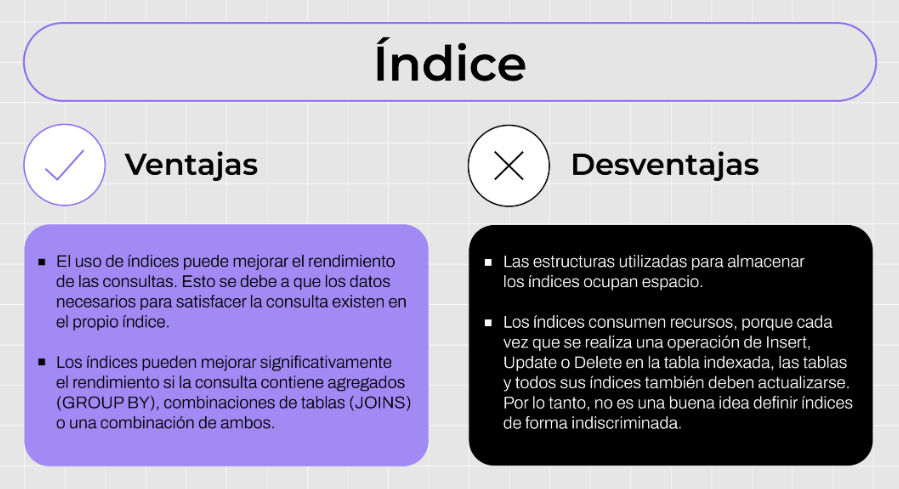 Índice
Ventajas
El uso de índices puede mejorar el rendimiento
de las consultas. Esto se debe a que los datos
necesarios para satisfacer la consulta existen en
el propio índice.
Los índices pueden mejorar significativamente
el rendimiento si la consulta contiene agregados
(GROUP BY), combinaciones de tablas (JOINS)
o una combinación de ambos.
Desventajas
Las estructuras utilizadas para almacenar
los índices ocupan espacio.
Los índices consumen recursos, porque cada
vez que se realiza una operación de Insert,
Update o Delete en la tabla indexada, las tablas
y todos sus índices también deben actualizarse.
Por lo tanto, no es una buena idea definir índices
de forma indiscriminada.